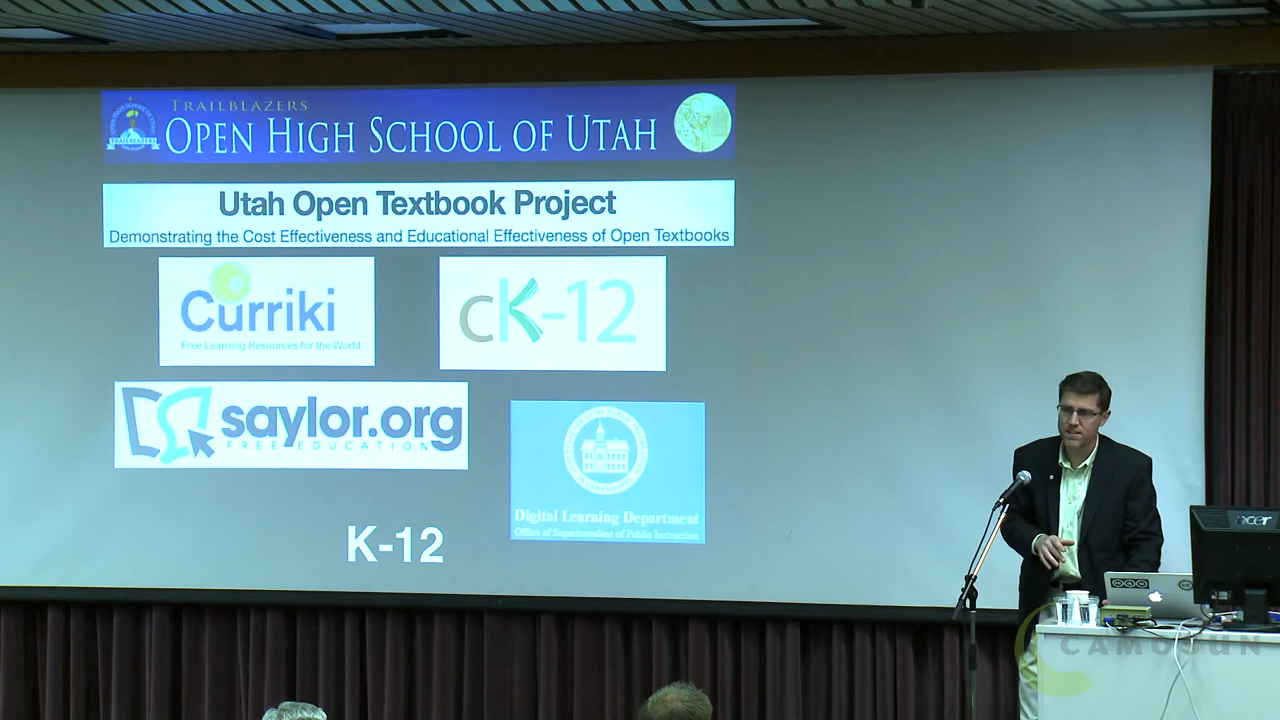 TRAILBLAZERS
OPEN HIGH SCHOOL OF UTAH
TRAILBLAZERS
Utah Open Textbook Project
Demonstrating the Cost Effectiveness and Educational Effectiveness of Open Textbooks
Curriki
Free Learning Resources for the World
cK-12
saylor.org
FREE EDUCATION
Digital Learning Department
Office of Superintendent of Public Instruction
K-12
acer
CAMOSUN